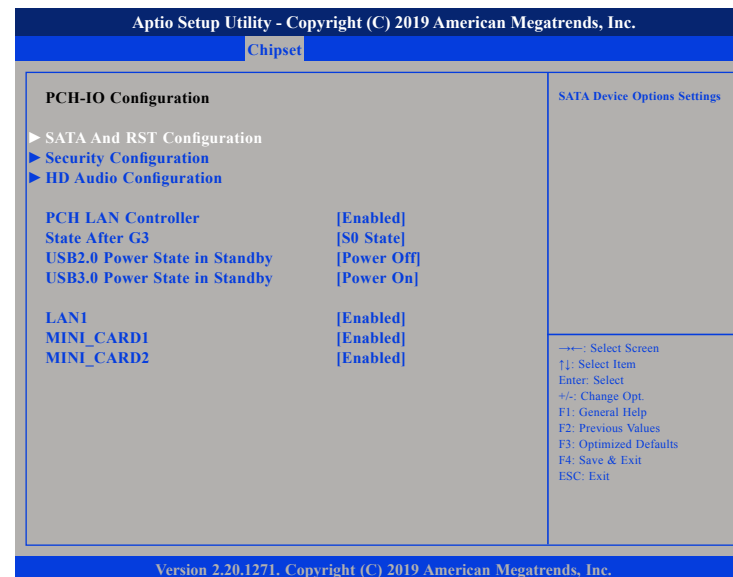 Aptio Setup Utility - Copyright (C) 2019 American Megatrends, Inc.
Chipset
PCH-IO Configuration
► SATA And RST Configuration
► Security Configuration
► HD Audio Configuration
PCH LAN Controller [Enabled]
State After G3 [S0 State]
USB2.0 Power State in Standby [Power Off]
USB3.0 Power State in Standby [Power On]
LAN1 [Enabled]
MINI_CARD1 [Enabled]
MINI_CARD2 [Enabled]
SATA Device Options Settings
→←: Select Screen
↑↓: Select Item
Enter: Select
+/-: Change Opt.
F1: General Help
F2: Previous Values
F3: Optimized Defaults
F4: Save & Exit
ESC: Exit
Version 2.20.1271. Copyright (C) 2019 American Megatrends, Inc.